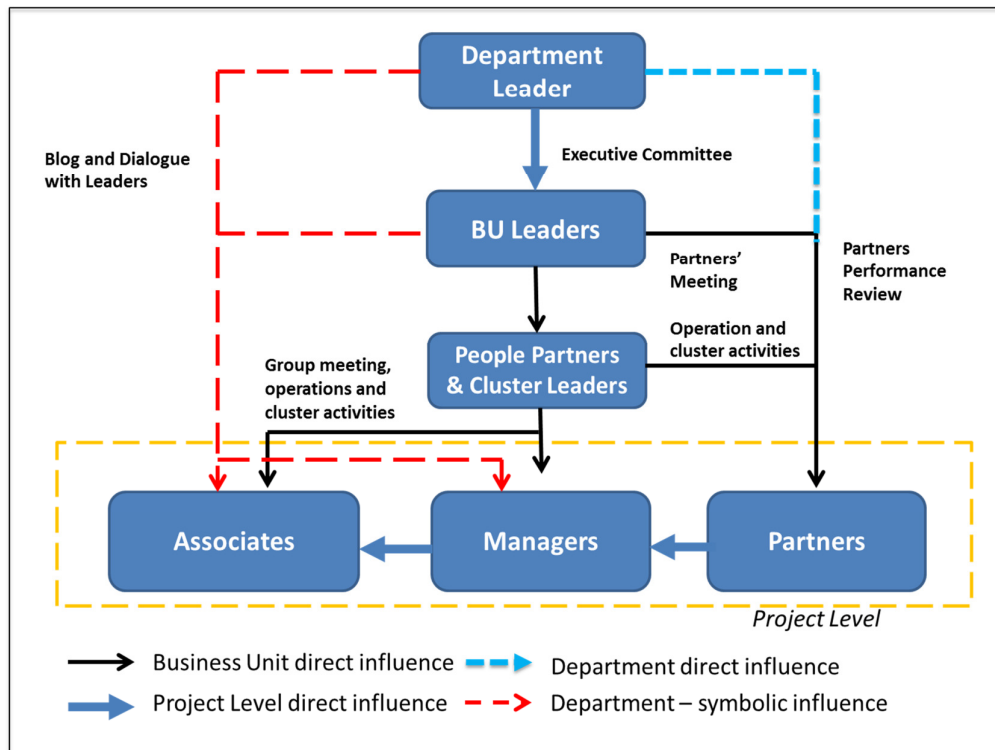 Department
Leader
Blog and Dialogue
with Leaders
Executive Committee
BU Leaders
Partners’
Meeting
Partners
Performance
Review
Operation and
cluster activities
People Partners
& Cluster Leaders
Group meeting,
operations and
cluster activities
Associates
Managers
Partners
Project Level
Business Unit direct influence
Department direct influence
Project Level direct influence
Department – symbolic influence